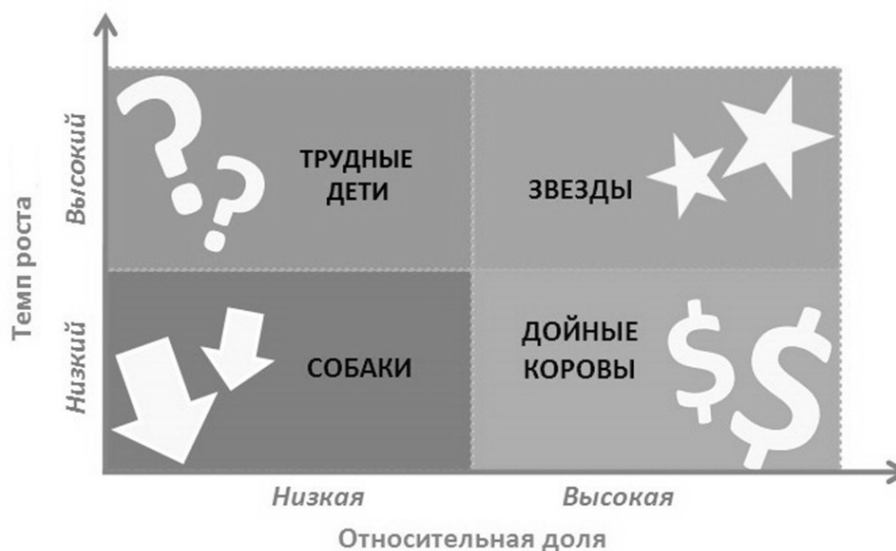 Темп роста
Высокий
Низкий
ТРУДНЫЕ
ДЕТИ
ЗВЕЗДЫ
СОБАКИ
ДОЙНЫЕ
КОРОВЫ
Низкая
Высокая
Относительная доля